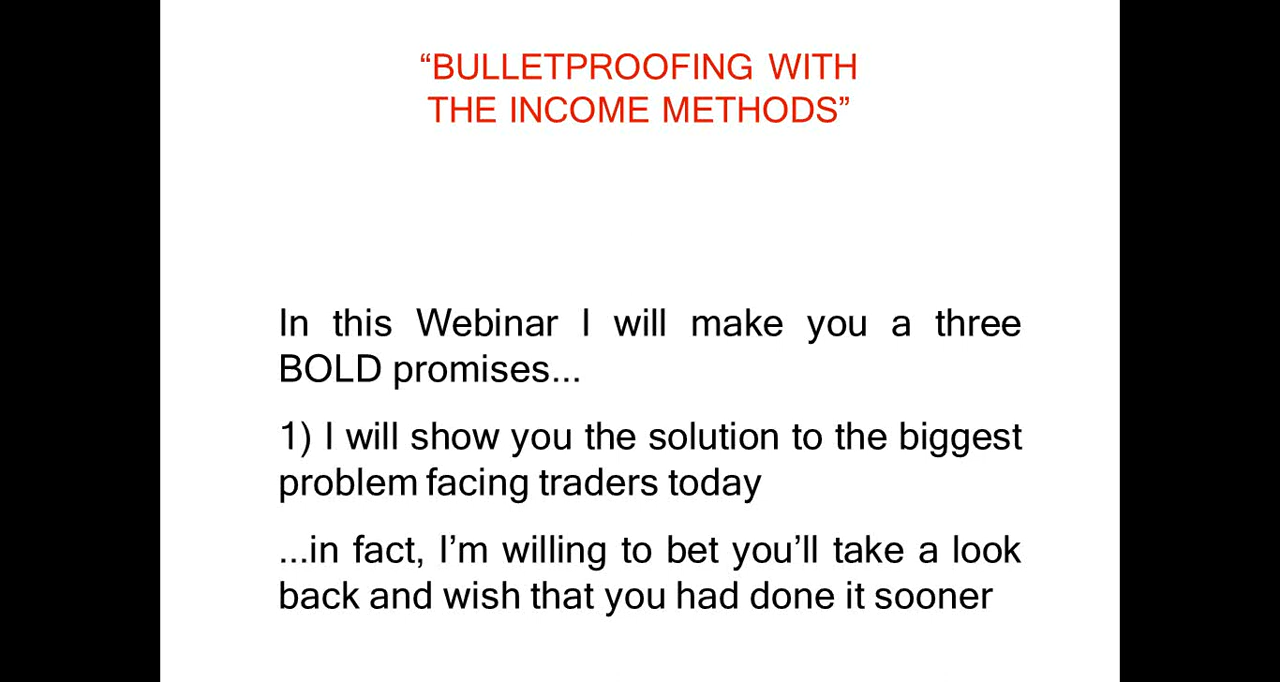 “BULLETPROOFING WITH
THE INCOME METHODS”
In this Webinar I will make you a three
BOLD promises...
1) I will show you the solution to the biggest
problem facing traders today
...in fact, I’m willing to bet you’ll take a look
back and wish that you had done it sooner